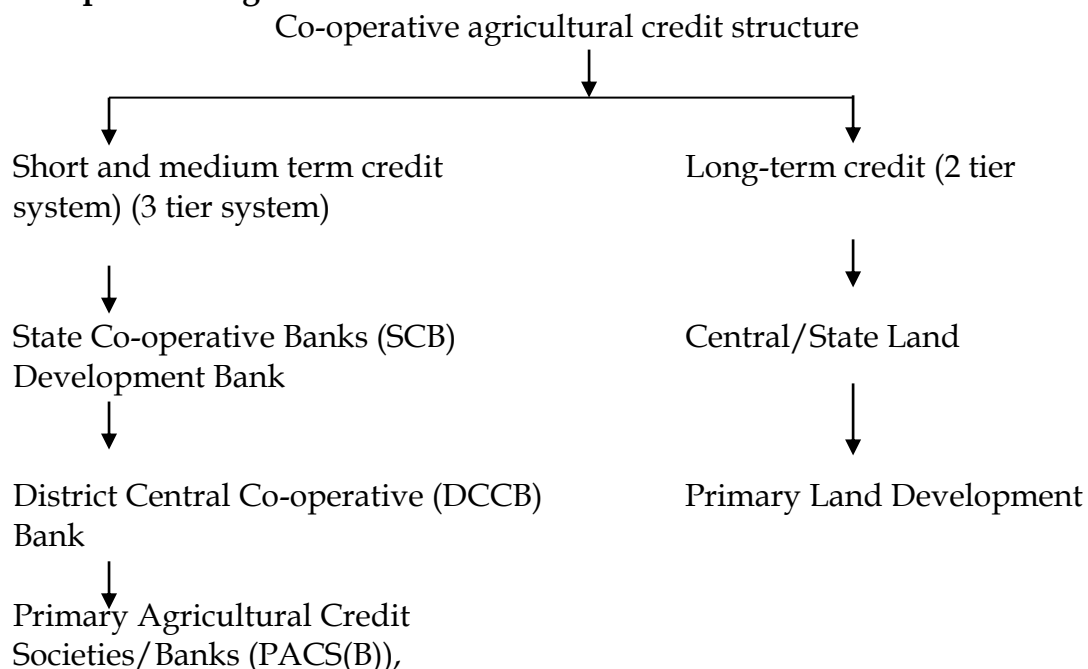 Co-operative agricultural credit structure
Short and medium term credit Long-term credit (2 tier
system) (3 tier system)
State Co-operative Banks (SCB) Central/State Land
Development Bank
District Central Co-operative (DCCB) Primary Land Development
Bank
Primary Agricultural Credit
Societies/Banks (PACS(B)),